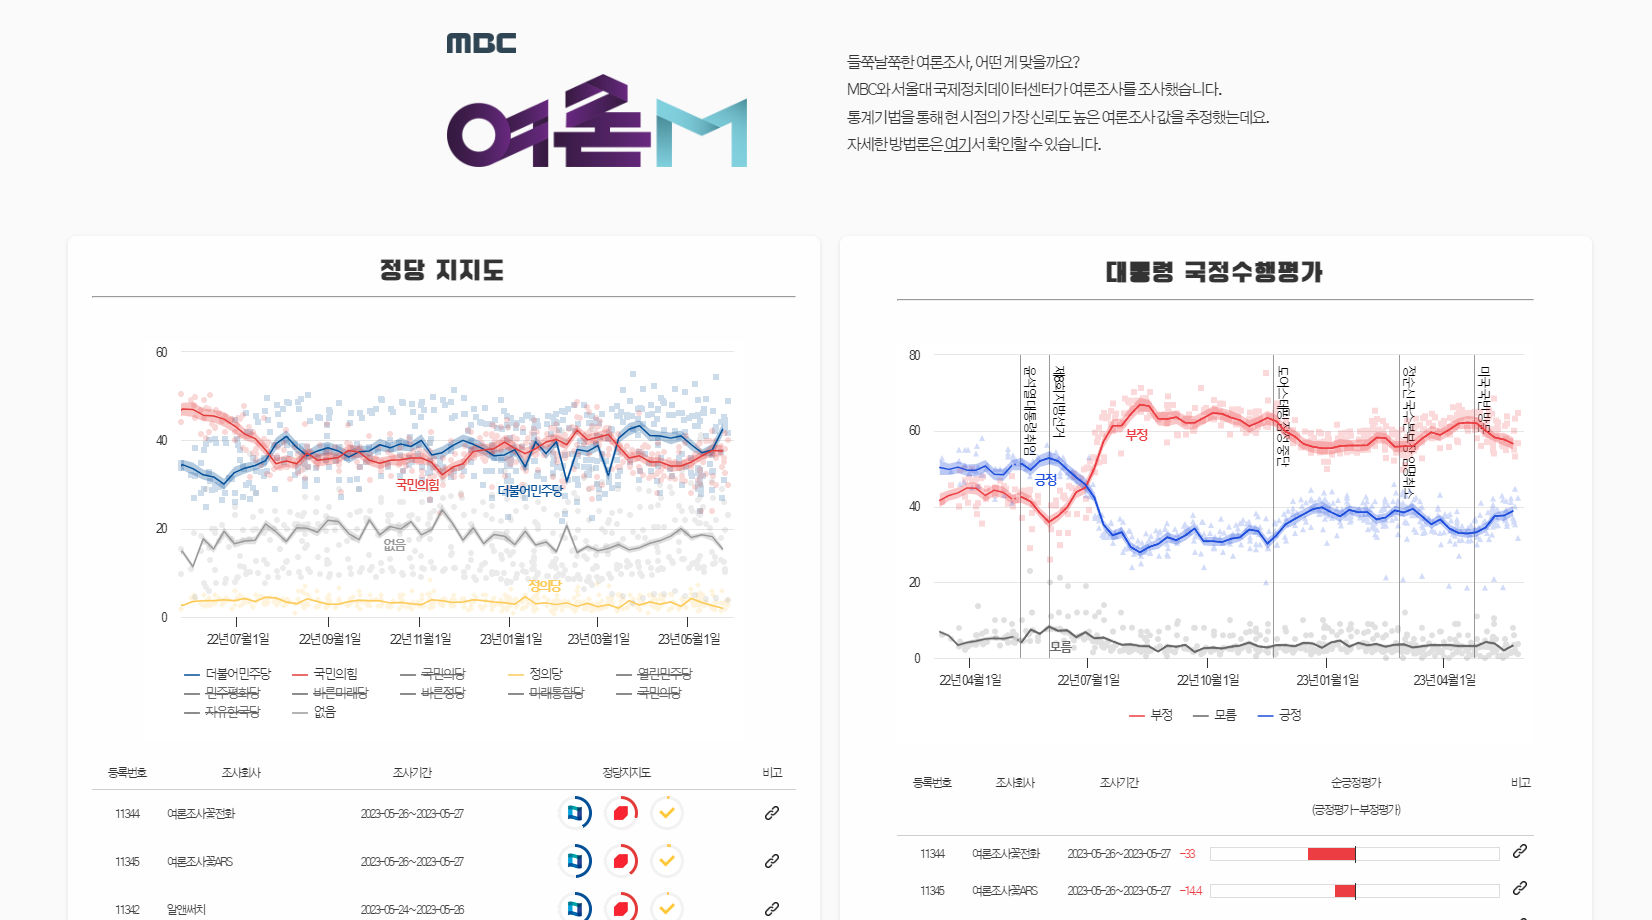 MBC
여론M
들쭉날쭉한 여론조사, 어떤 게 맞을까요?
MBC와 서울대 국제정치데이터센터가 여론조사를 조사했습니다.
통계기법을 통해 현 시점의 가장 신뢰도 높은 여론조사 값을 추정했는데요.
자세한 방법론은 여기서 확인할 수 있습니다.
정당 지지도
60
40
20
0
국민의힘
더불어민주당
없음
정의당
22년 07월 1일 22년 09월 1일 22년 11월 1일 23년 01월 1일 23년 03월 1일 23년 05월 1일
더불어민주당 국민의힘 국민의당 정의당 열린민주당
민주평화당 바른미래당 바른정당 미래통합당 국민의당
자유한국당 없음
등록번호 조사회사 조사기간 정당지지도 비고
11344 여론조사꽃전화 2023-05-26~2023-05-27
11345 여론조사꽃ARS 2023-05-26~2023-05-27
11342 알앤써치 2023-05-24~2023-05-26
대통령 국정수행평가
80
60
40
20
0
윤석열 대통령 취임
제8회 지방선거
도어스테핑 잠정 중단
정순신 국수본부장 임명 취소
미국 국빈 방문
부정
긍정
모름
22년 04월 1일 22년 07월 1일 22년 10월 1일 23년 01월 1일 23년 04월 1일
부정 모름 긍정
등록번호 조사회사 조사기간 순긍정평가 비고
(긍정평가-부정평가)
11344 여론조사꽃전화 2023-05-26~2023-05-27 -33
11345 여론조사꽃ARS 2023-05-26~2023-05-27 -14.4